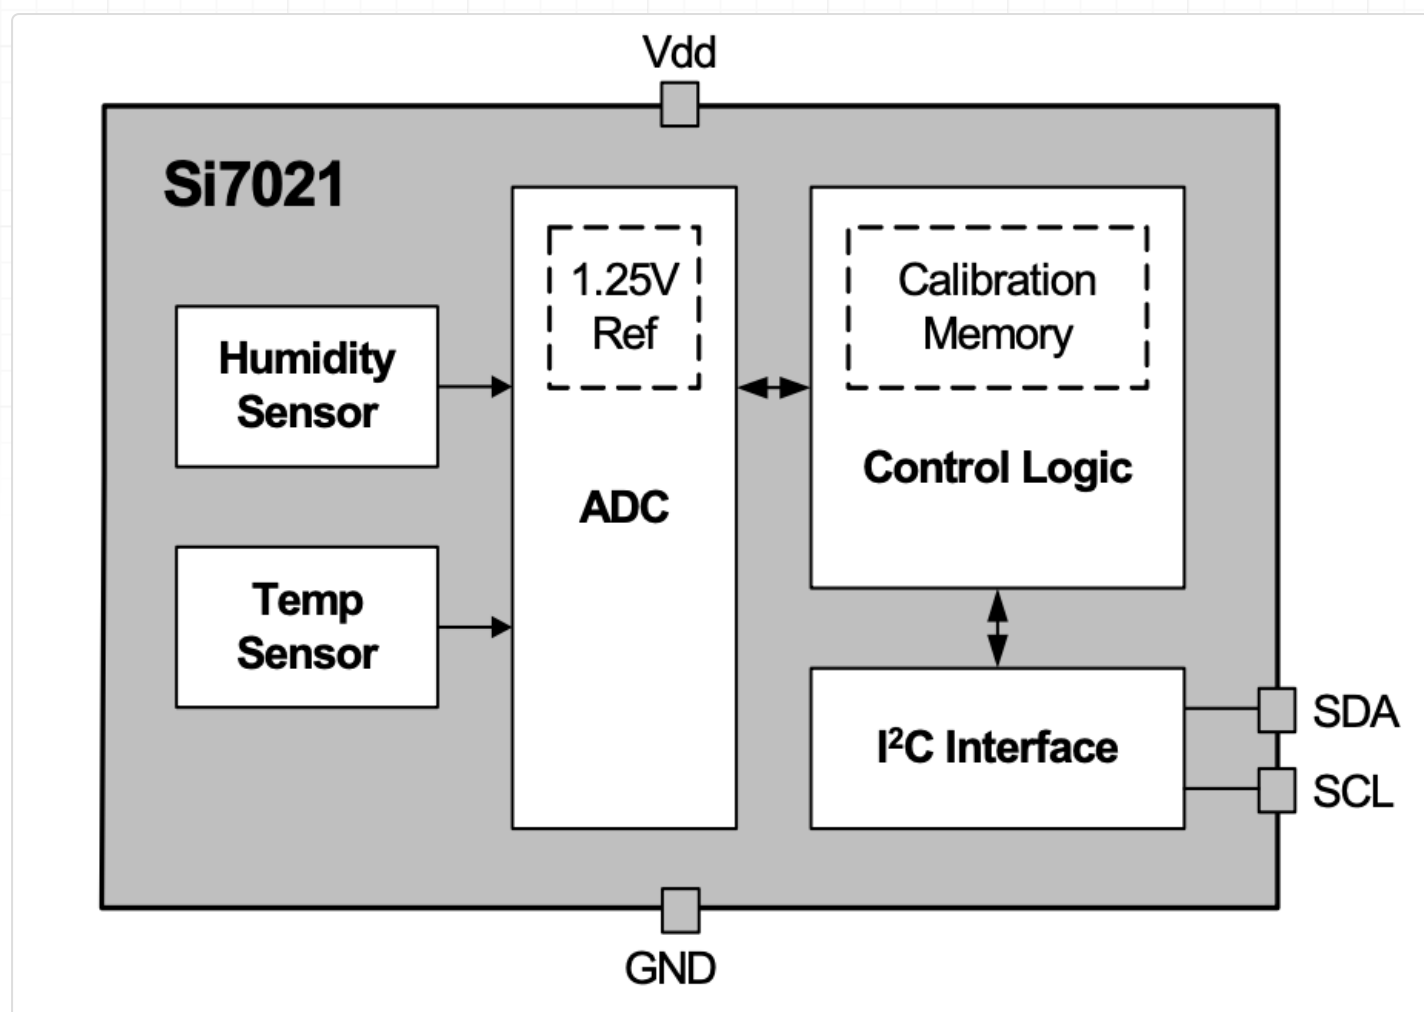 Vdd
Si7021
1.25V
Ref
Calibration
Memory
Humidity
Sensor
Control Logic
ADC
Temp
Sensor
I²C Interface
SDA
SCL
GND